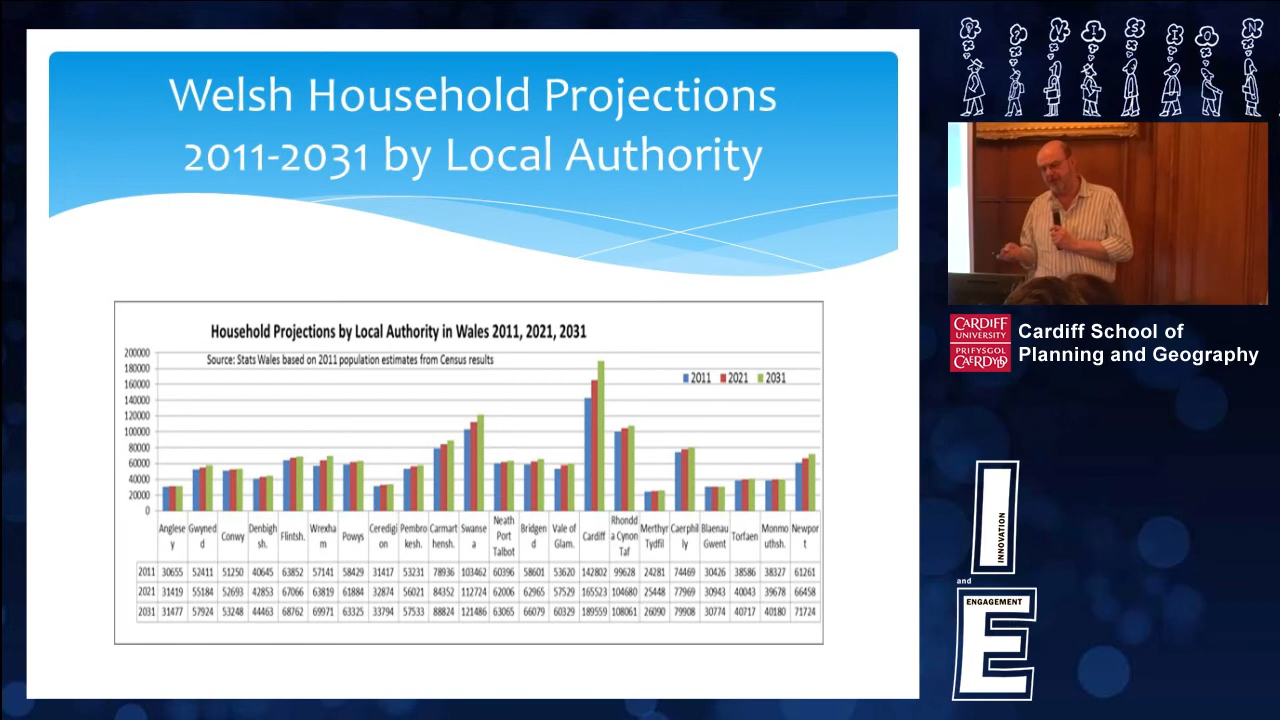 Welsh Household Projections
2011-2031 by Local Authority
Household Projections by Local Authority in Wales 2011, 2021, 2031
Source: Stats Wales based on 2011 population estimates from Census results
2011 2021 2031
200000
180000
160000
140000
120000
100000
80000
60000
40000
20000
0
Anglesey Gwynedd Conwy Denbighsh. Flintsh. Wrexham Powys Ceredigion Pembrokesh. Carmarthensh. Swansea Neath Port Talbot Bridgend Vale of Glam. Cardiff Rhondda Cynon Taf Merthyr Tydfil Caerphilly Blaenau Gwent Torfaen Monmouthsh. Newport
2011 30655 52411 51250 40645 63852 57141 58429 31417 53231 78936 103462 60396 58601 53620 142802 99628 24281 74469 30426 38586 38327 61261
2021 31419 55184 52693 42853 67066 63819 61884 32874 56021 84352 112724 62006 62965 57529 165523 104680 25448 77969 30943 40043 39678 66458
2031 31477 57924 53248 44463 68762 69971 63325 33794 57533 88824 121486 63065 66079 60329 189559 108061 26090 79908 30774 40717 40180 71724
VISION
CARDIFF
UNIVERSITY
PRIFYSGOL
CAERDYDD
Cardiff School of
Planning and Geography
I
INNOVATION
and
ENGAGEMENT
E